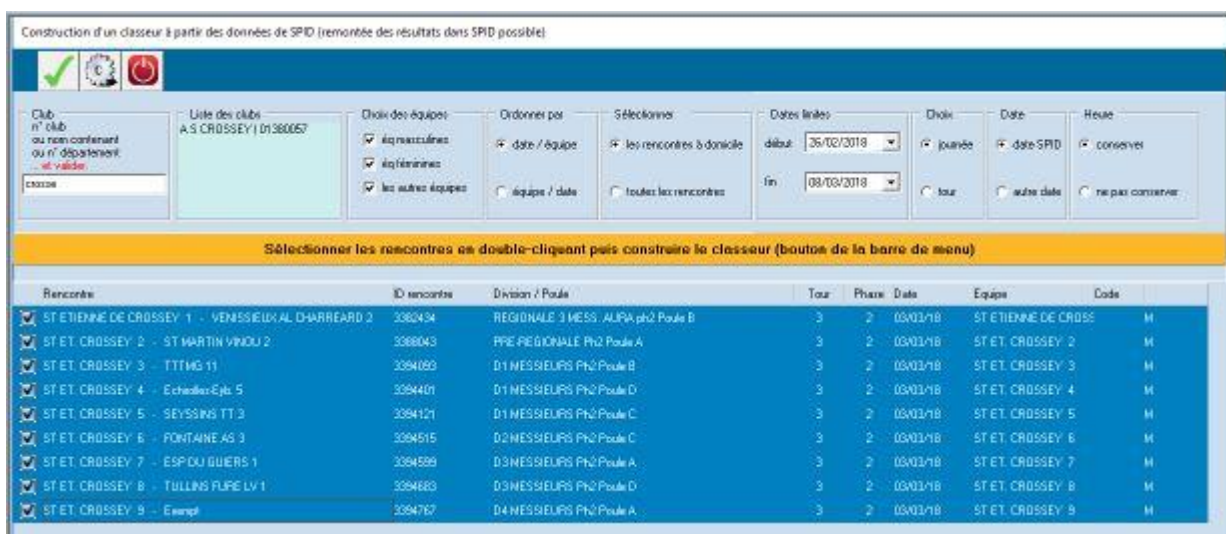 Construction d'un classeur à partir des données de SPID (remontée des résultats dans SPID possible)
Club
n° club
ou nom contenant
ou n° département
... et valider.
crosse
Liste des clubs
A.S.CROSSEY | 01380057
Choix des équipes
éq masculines
éq féminines
les autres équipes
Ordonner par
date / équipe
équipe / date
Sélectionner
les rencontres à domicile
toutes les rencontres
Dates limites
début 26/02/2018
fin 08/03/2018
Choix
journée
tour
Date
date SPID
autre date
Heure
conserver
ne pas conserver
Sélectionner les rencontres en double-cliquant puis construire le classeur (bouton de la barre de menu)
Rencontre ID rencontre Division / Poule Tour Phase Date Equipe Code
ST ETIENNE DE CROSSEY 1 - VENISSIEUX AL CHARREARD 2 3382434 REGIONALE 3 MESS. AURA ph2 Poule B 3 2 03/03/18 ST ETIENNE DE CROSS M
ST ET. CROSSEY 2 - ST MARTIN VINOU 2 3388043 PRE-REGIONALE Ph2 Poule A 3 2 03/03/18 ST ET. CROSSEY 2 M
ST ET. CROSSEY 3 - TTTMG 11 3394093 D1 MESSIEURS Ph2 Poule B 3 2 03/03/18 ST ET. CROSSEY 3 M
ST ET. CROSSEY 4 - 5 3394401 D1 MESSIEURS Ph2 Poule D 3 2 03/03/18 ST ET. CROSSEY 4 M
ST ET. CROSSEY 5 - SEYSSINS TT 3 3394121 D1 MESSIEURS Ph2 Poule C 3 2 03/03/18 ST ET. CROSSEY 5 M
ST ET. CROSSEY 6 - FONTAINE AS 3 3394515 D2 MESSIEURS Ph2 Poule C 3 2 03/03/18 ST ET. CROSSEY 6 M
ST ET. CROSSEY 7 - ESP DU GUIERS 1 3394599 D3 MESSIEURS Ph2 Poule A 3 2 03/03/18 ST ET. CROSSEY 7 M
ST ET. CROSSEY 8 - TULLINS FURE LV 1 3394683 D3 MESSIEURS Ph2 Poule D 3 2 03/03/18 ST ET. CROSSEY 8 M
ST ET. CROSSEY 9 - Exempt 3394767 D4 MESSIEURS Ph2 Poule A 3 2 03/03/18 ST ET. CROSSEY 9 M